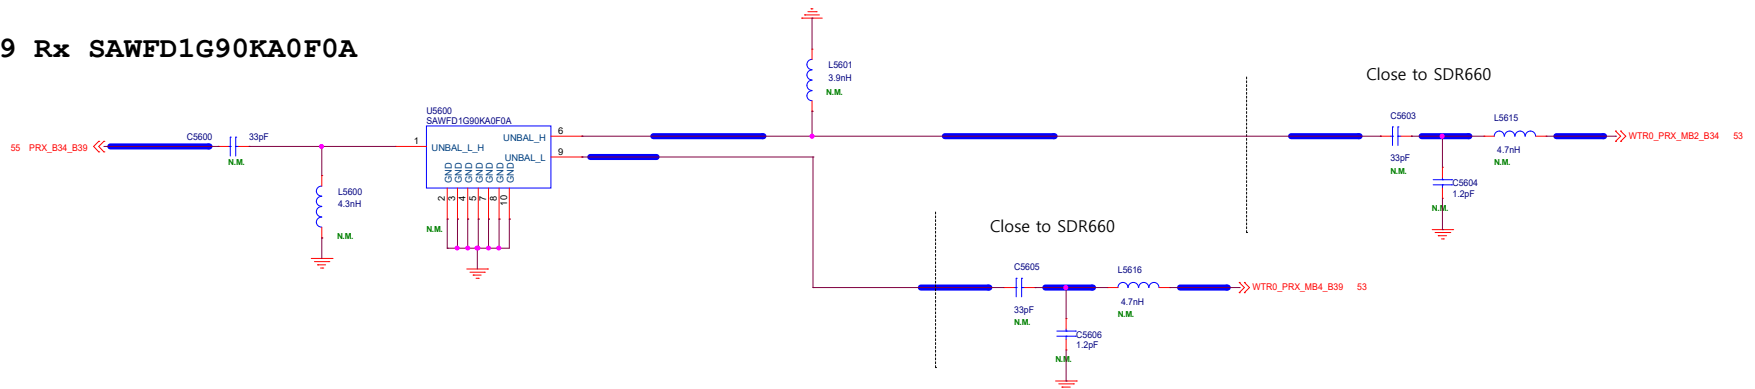 9 Rx SAWFD1G90KA0F0A
L5601
3.9nH
N.M.
Close to SDR660
U5600
SAWFD1G90KA0F0A
C5600
33pF
N.M.
55 PRX_B34_B39
1
UNBAL_L_H
UNBAL_H
6
UNBAL_L
9
GND
GND
GND
GND
GND
GND
GND
2
3
4
5
7
8
10
N.M.
L5600
4.3nH
N.M.
C5603
33pF
N.M.
L5615
4.7nH
N.M.
WTR0_PRX_MB2_B34 53
C5604
1.2pF
N.M.
Close to SDR660
C5605
33pF
N.M.
L5616
4.7nH
N.M.
WTR0_PRX_MB4_B39 53
C5606
1.2pF
N.M.